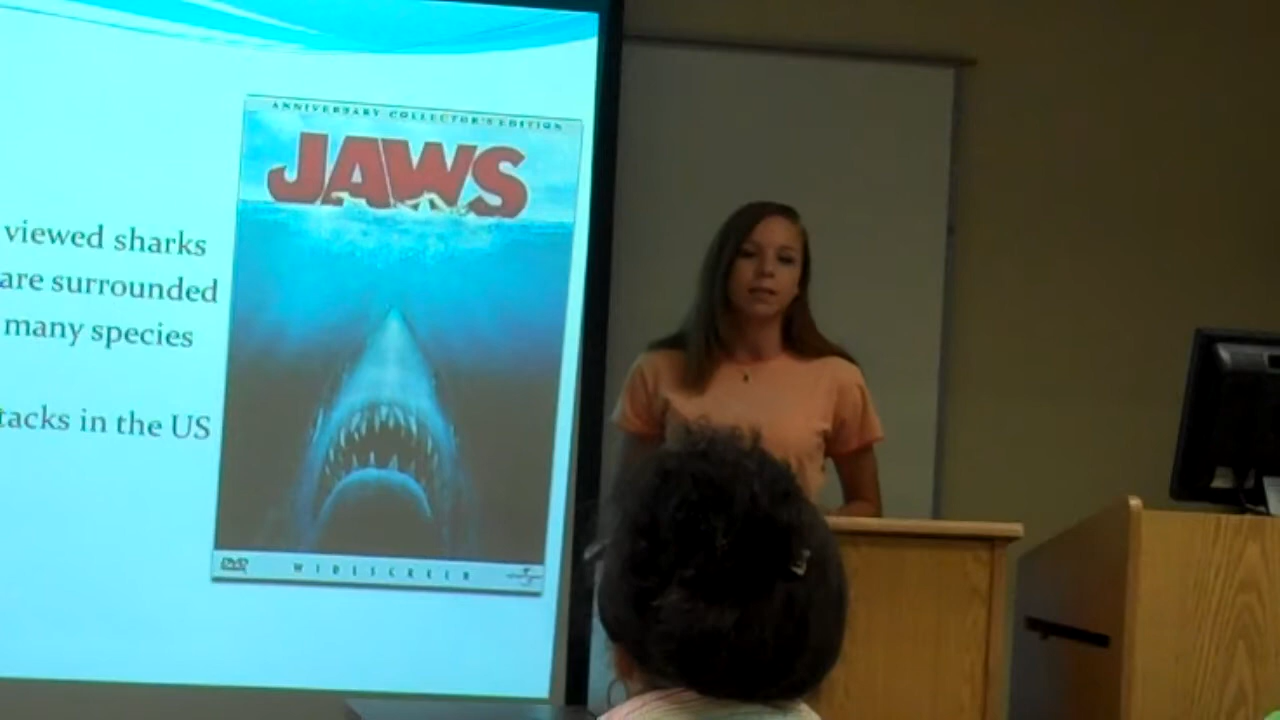 ANNIVERSARY COLLECTOR'S EDITION
JAWS
viewed sharks
are surrounded
many species
tacks in the US
DVD
WIDESCREEN